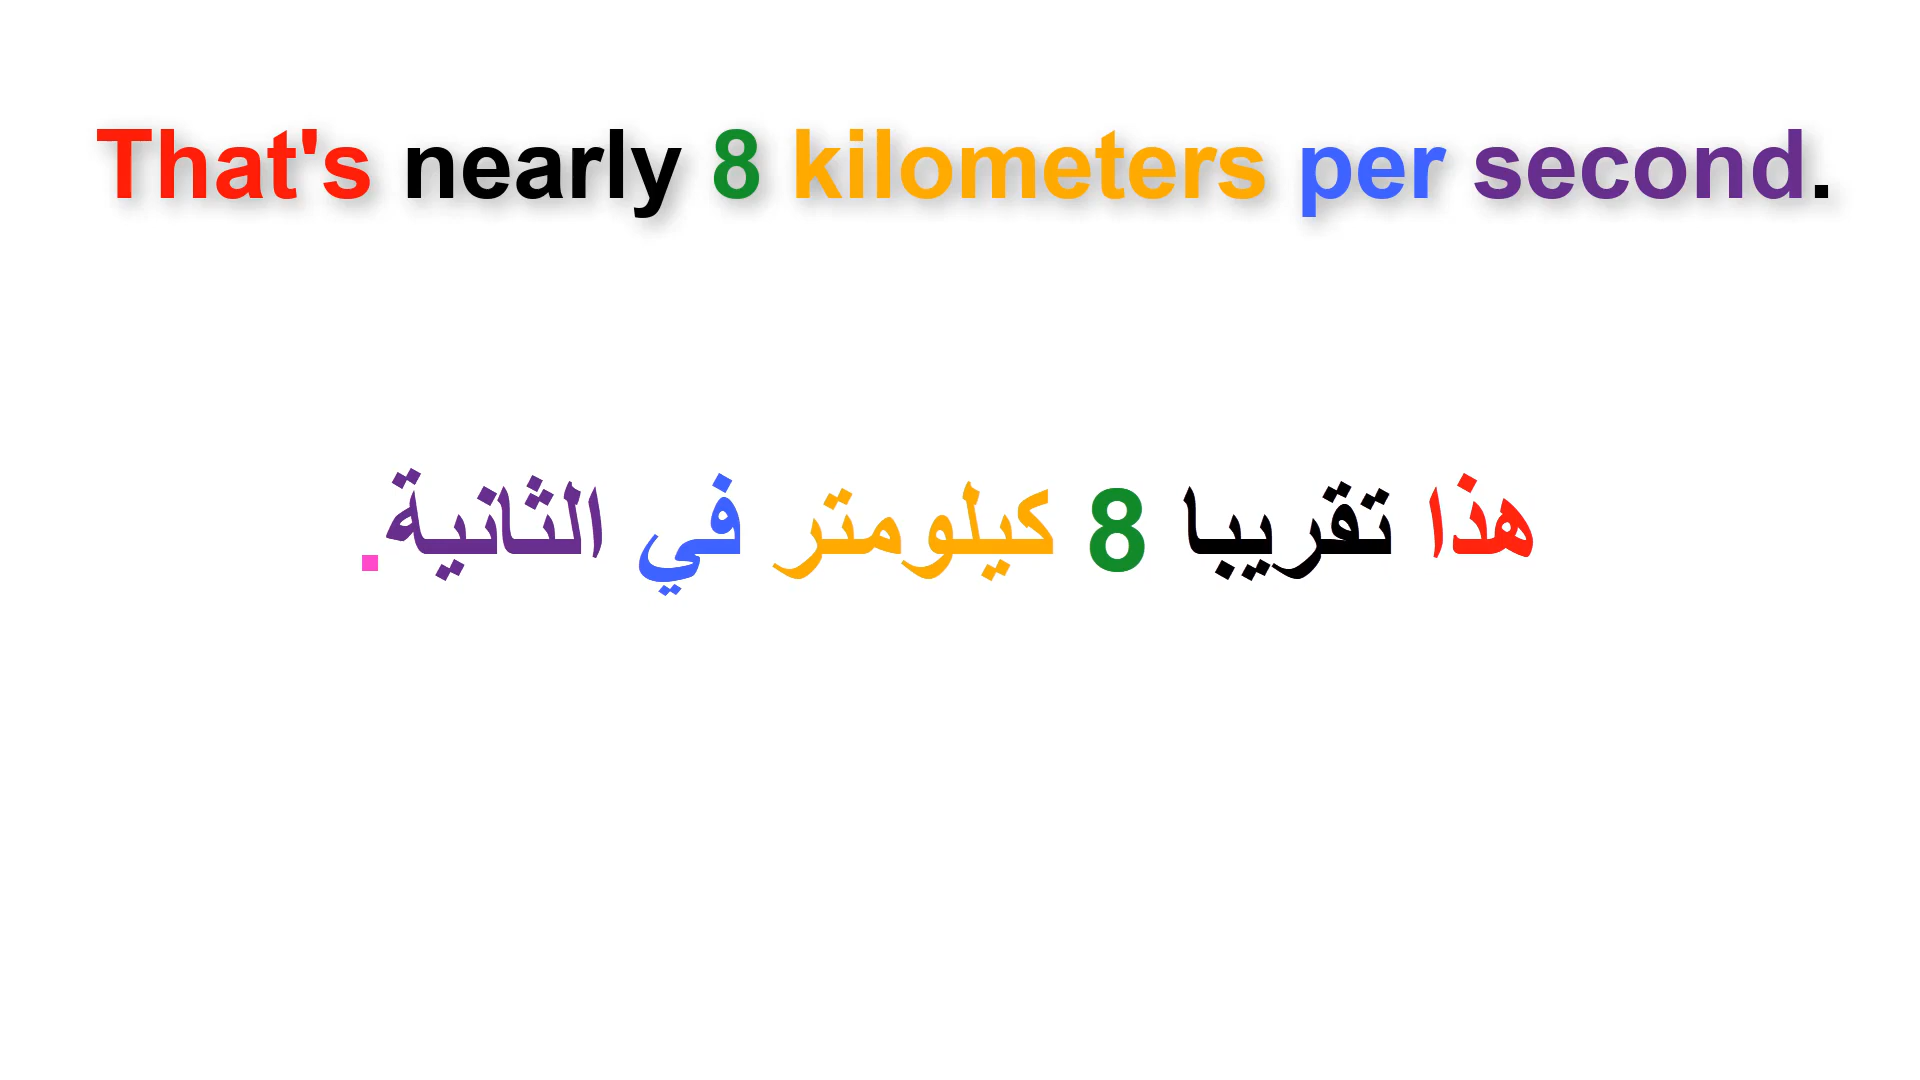 That's nearly 8 kilometers per second.
هذا تقريبا 8 كيلومتر في الثانية.